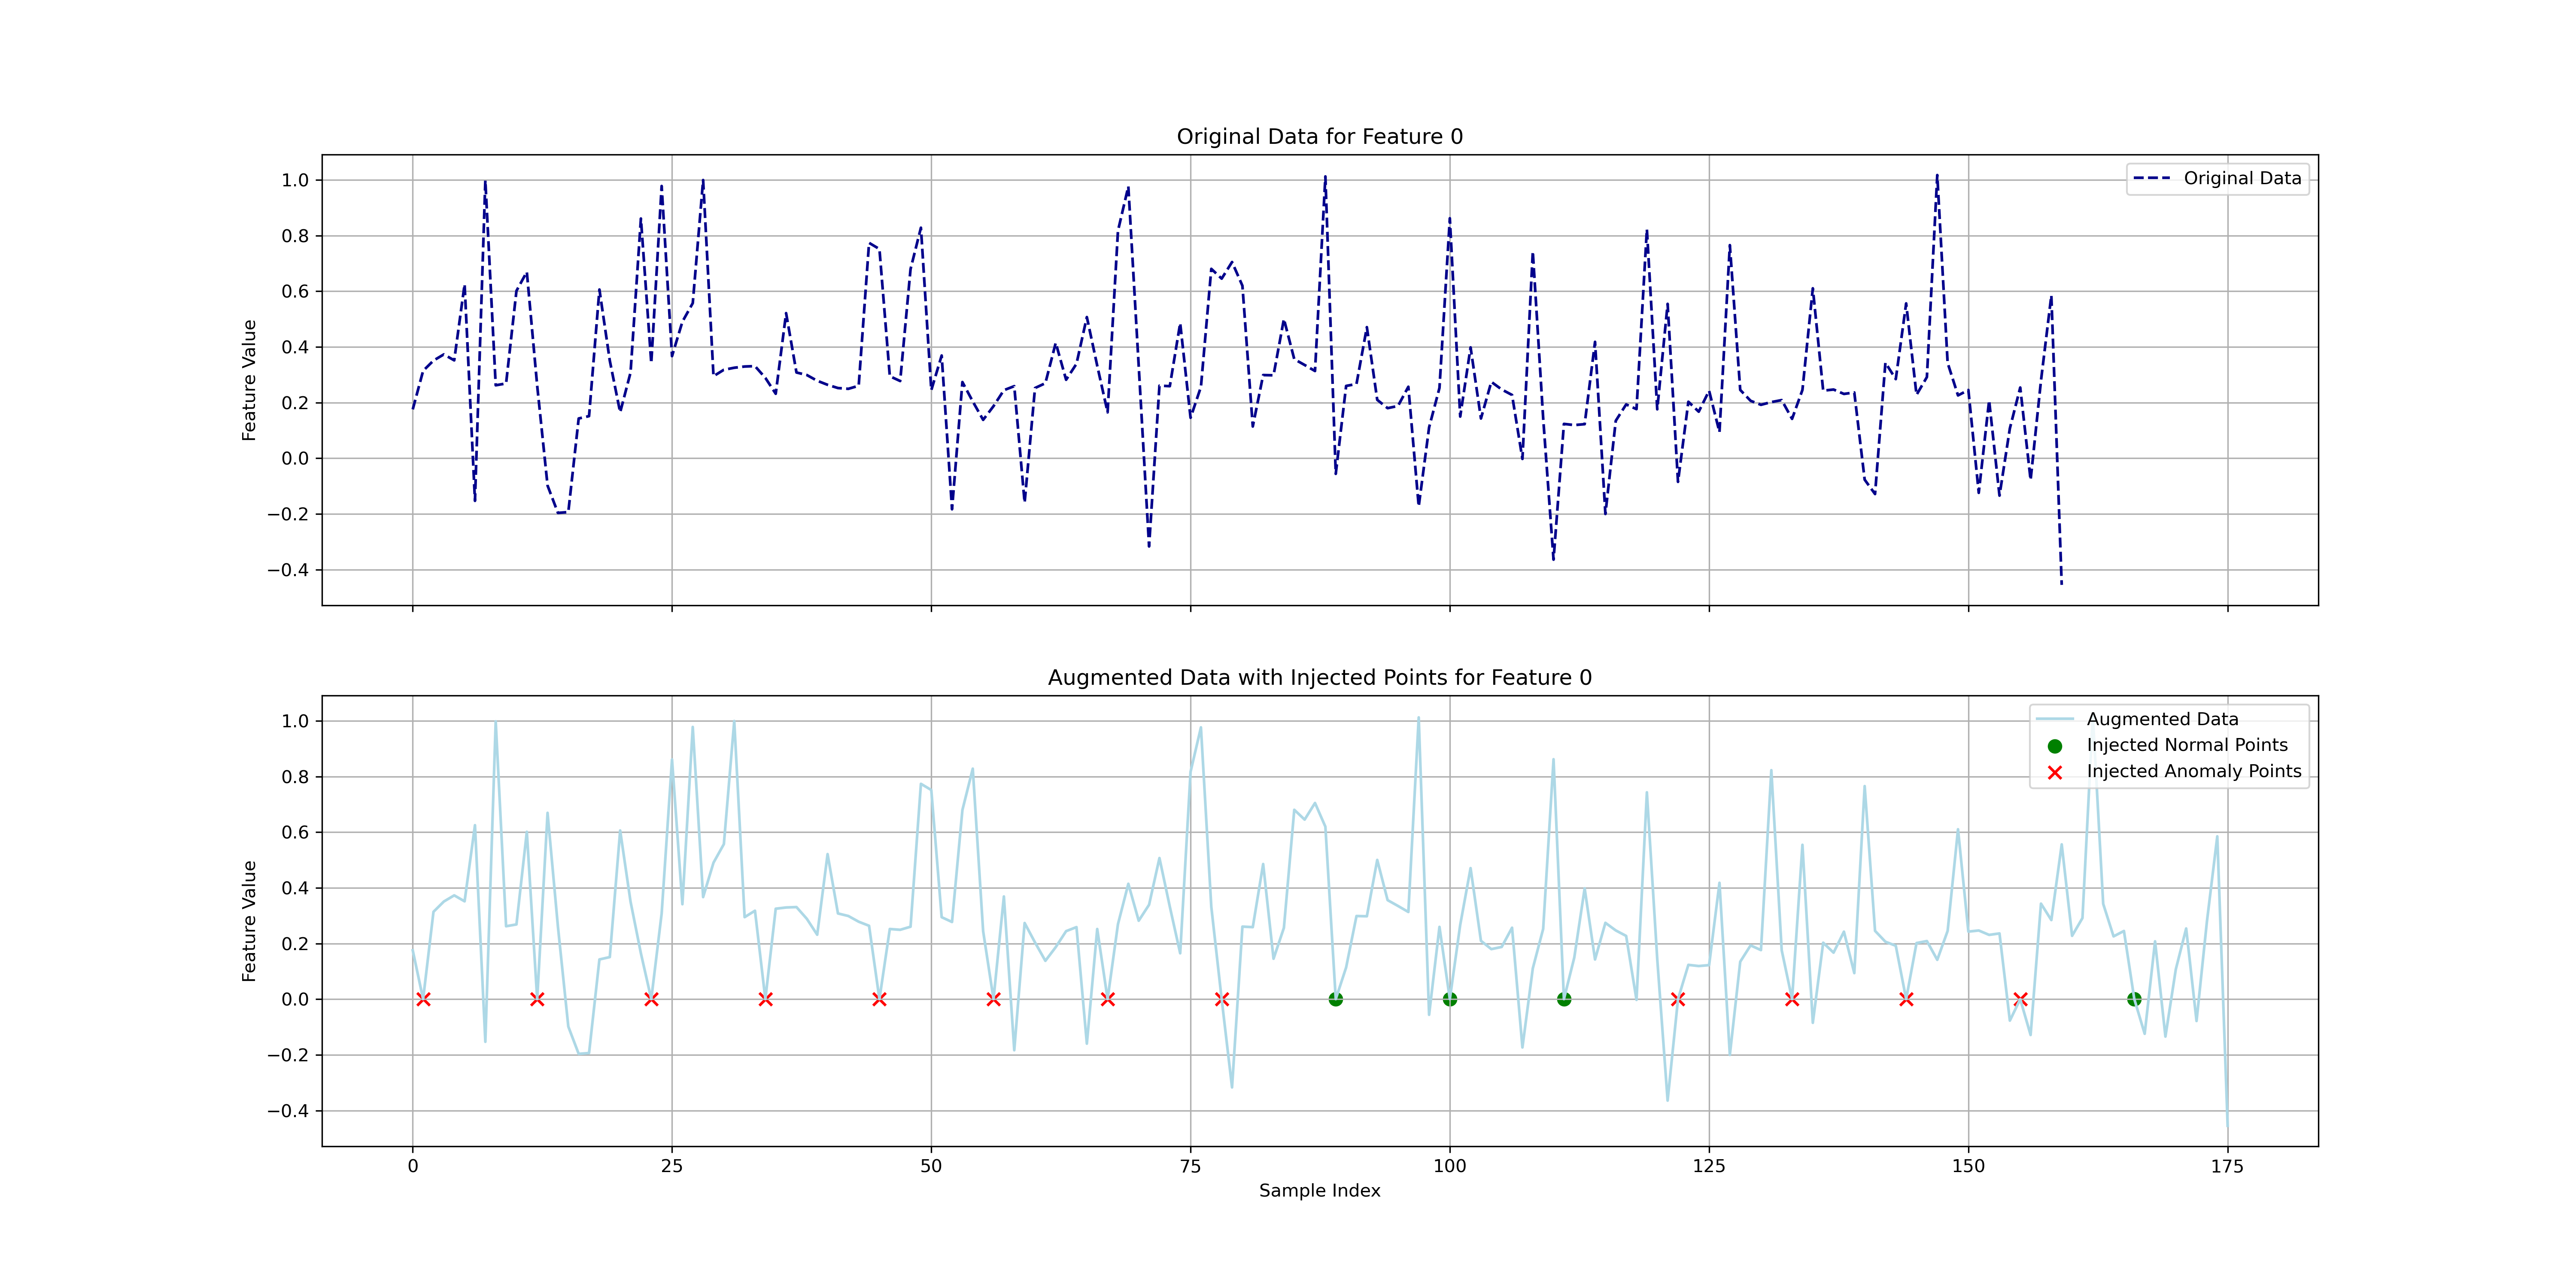 Original Data for Feature 0
Feature Value
1.0
0.8
0.6
0.4
0.2
0.0
−0.2
−0.4
Original Data
Augmented Data with Injected Points for Feature 0
Feature Value
1.0
0.8
0.6
0.4
0.2
0.0
−0.2
−0.4
Augmented Data
Injected Normal Points
Injected Anomaly Points
0 25 50 75 100 125 150 175
Sample Index